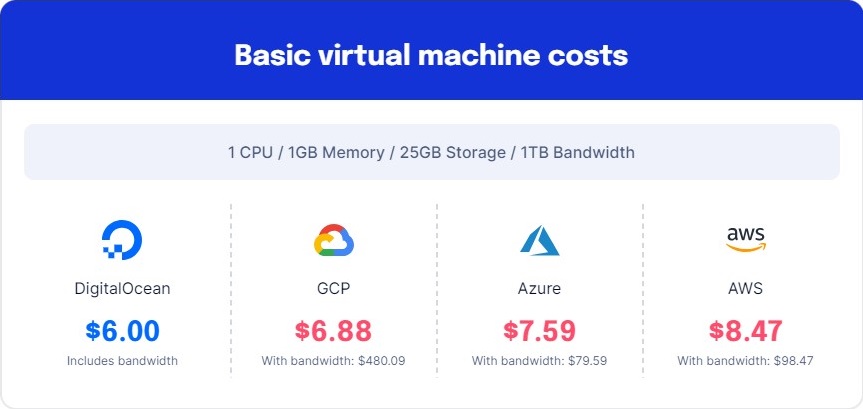 Basic virtual machine costs
1 CPU / 1GB Memory / 25GB Storage / 1TB Bandwidth
aws
DigitalOcean
GCP
Azure
AWS
$6.00
$6.88
$7.59
$8.47
Includes bandwidth
With bandwidth: $480.09
With bandwidth: $79.59
With bandwidth: $98.47